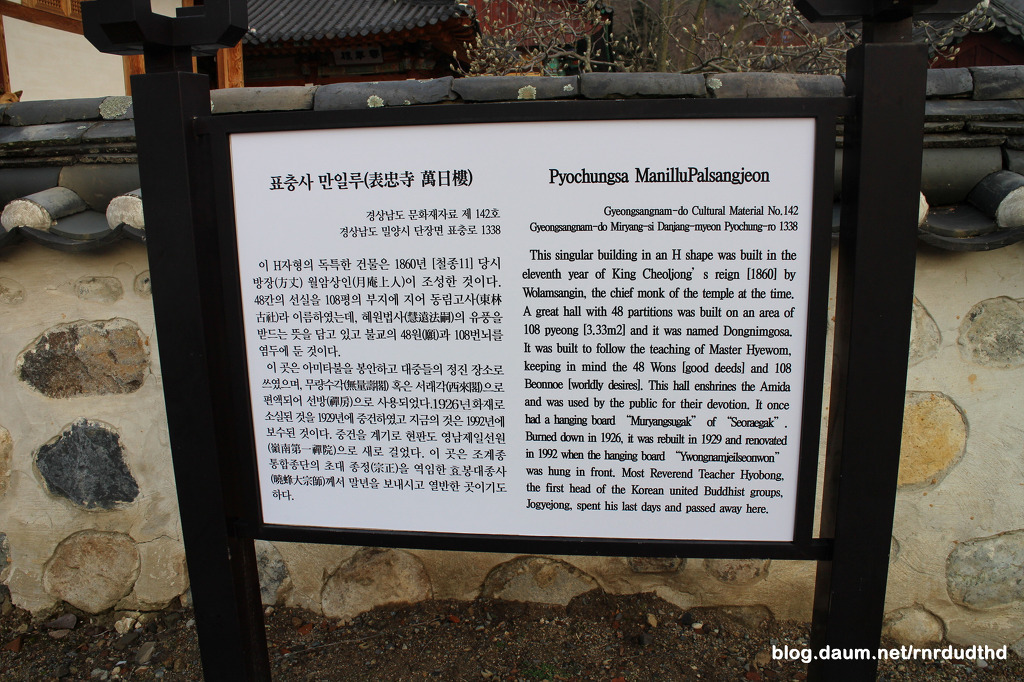 표충사 만일루(表忠寺 萬日樓)
경상남도 문화재자료 제 142호
경상남도 밀양시 단장면 표충로 1338
이 H자형의 독특한 건물은 1860년 [철종11] 당시
방장(方丈) 월암상인(月庵上人)이 조성한 것이다.
48칸의 선실을 108평의 부지에 지어 동림고사(東林
古社)라 이름하였는데, 혜원법사(慧遠法嗣)의 유풍을
받드는 뜻을 담고 있고 불교의 48원(願)과 108번뇌를
염두에 둔 것이다.
이 곳은 아미타불을 봉안하고 대중들의 정진 장소로
쓰였으며, 무량수각(無量壽閣) 혹은 서래각(西來閣)으로
편액되어 선방(禪房)으로 사용되었다.1926년 화재로
소실된 것을 1929년에 중건하였고 지금의 것은 1992년에
보수된 것이다. 중건을 계기로 현판도 영남제일선원
(嶺南第一禪院)으로 새로 걸었다. 이 곳은 조계종
통합종단의 초대 종정(宗正)을 역임한 효봉대종사
(曉峰大宗師)께서 말년을 보내시고 열반한 곳이기도
하다.
Pyochungsa ManilluPalsangjeon
Gyeongsangnam-do Cultural Material No.142
Gyeongsangnam-do Miryang-si Danjang-myeon Pyochung-ro 1338
This singular building in an H shape was built in the
eleventh year of King Cheoljong's reign [1860] by
Wolamsangin, the chief monk of the temple at the time.
A great hall with 48 partitions was built on an area of
108 pyeong [3,33m2] and it was named Dongnimgosa.
It was built to follow the teaching of Master Hyewom,
keeping in mind the 48 Wons [good deeds] and 108
Beonnoe [worldly desires]. This hall enshrines the Amida
and was used by the public for their devotion. It once
had a hanging board “Muryangsugak” of “Seoraegak”.
Burned down in 1926, it was rebuilt in 1929 and renovated
in 1992 when the hanging board “Ywongnamjeilseonwon”
was hung in front. Most Reverend Teacher Hyobong,
the first head of the Korean united Buddhist groups,
Jogyejong, spent his last days and passed away here.
blog.daum.net/rnrdudthd